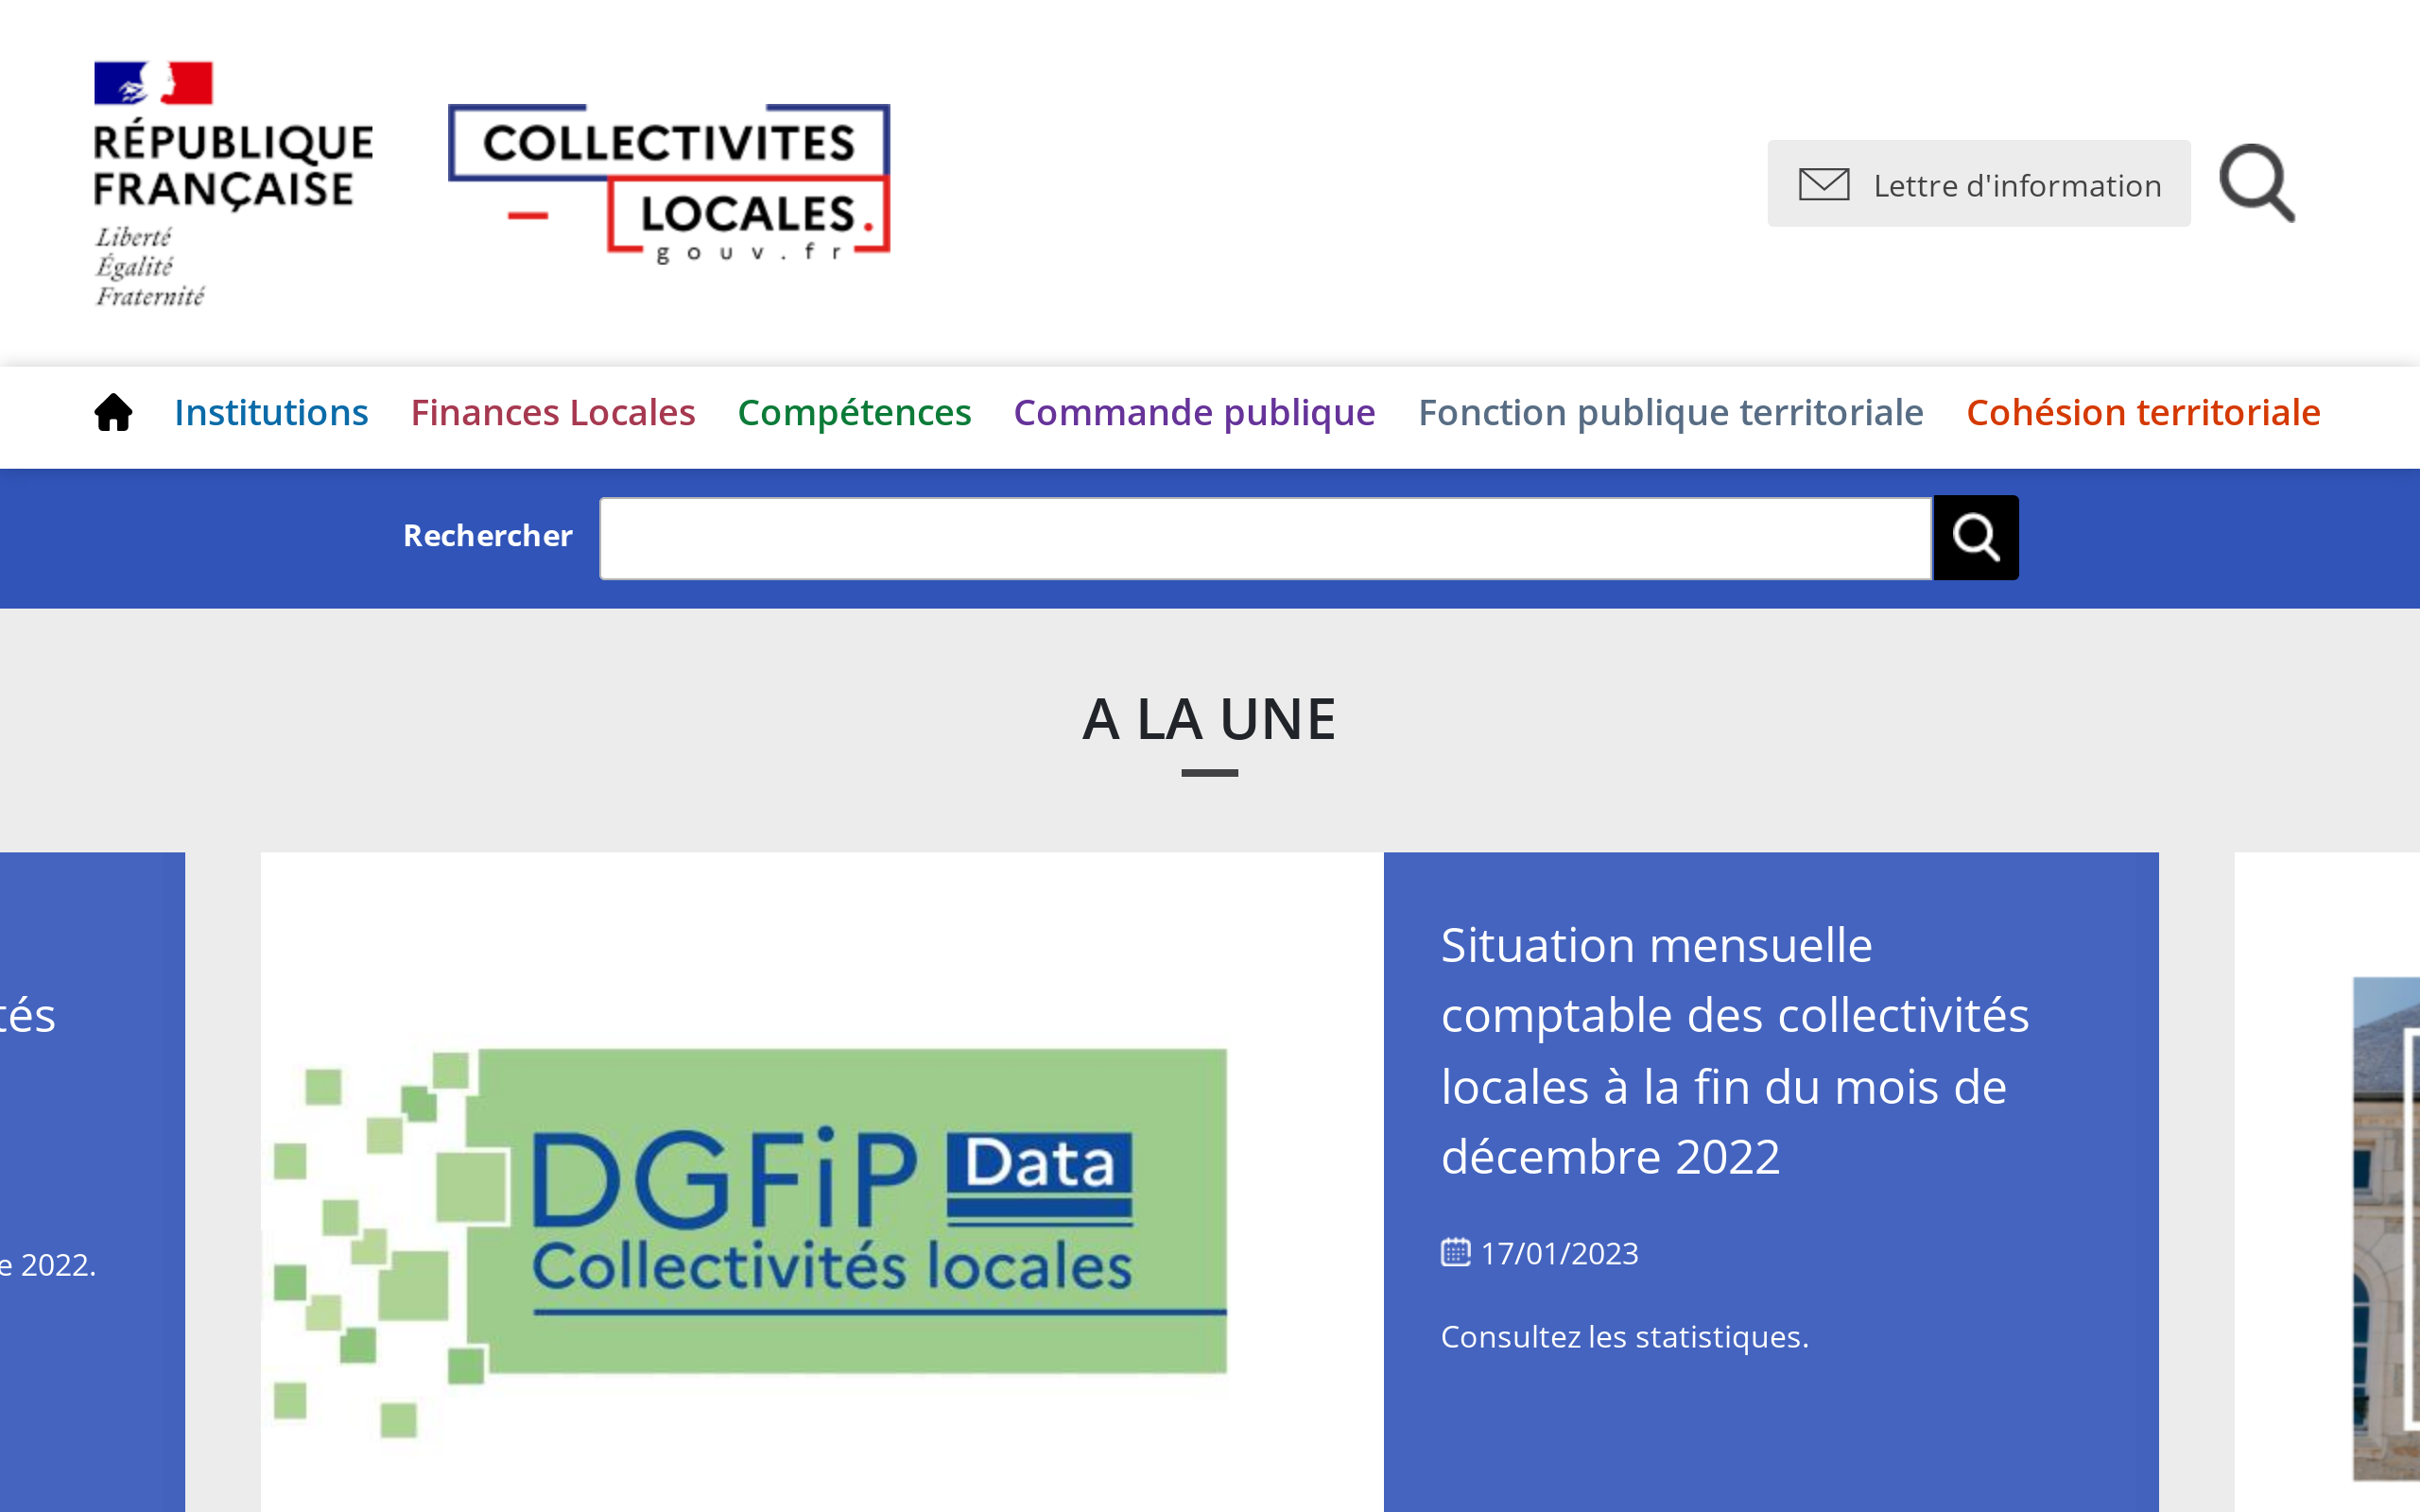 RÉPUBLIQUE
FRANÇAISE
Liberté
Égalité
Fraternité
COLLECTIVITES
LOCALES.
gouv.fr
Lettre d'information
Institutions Finances Locales Compétences Commande publique Fonction publique territoriale Cohésion territoriale
Rechercher
A LA UNE
tés
e 2022.
DGFiP Data
Collectivités locales
Situation mensuelle
comptable des collectivités
locales à la fin du mois de
décembre 2022
17/01/2023
Consultez les statistiques.